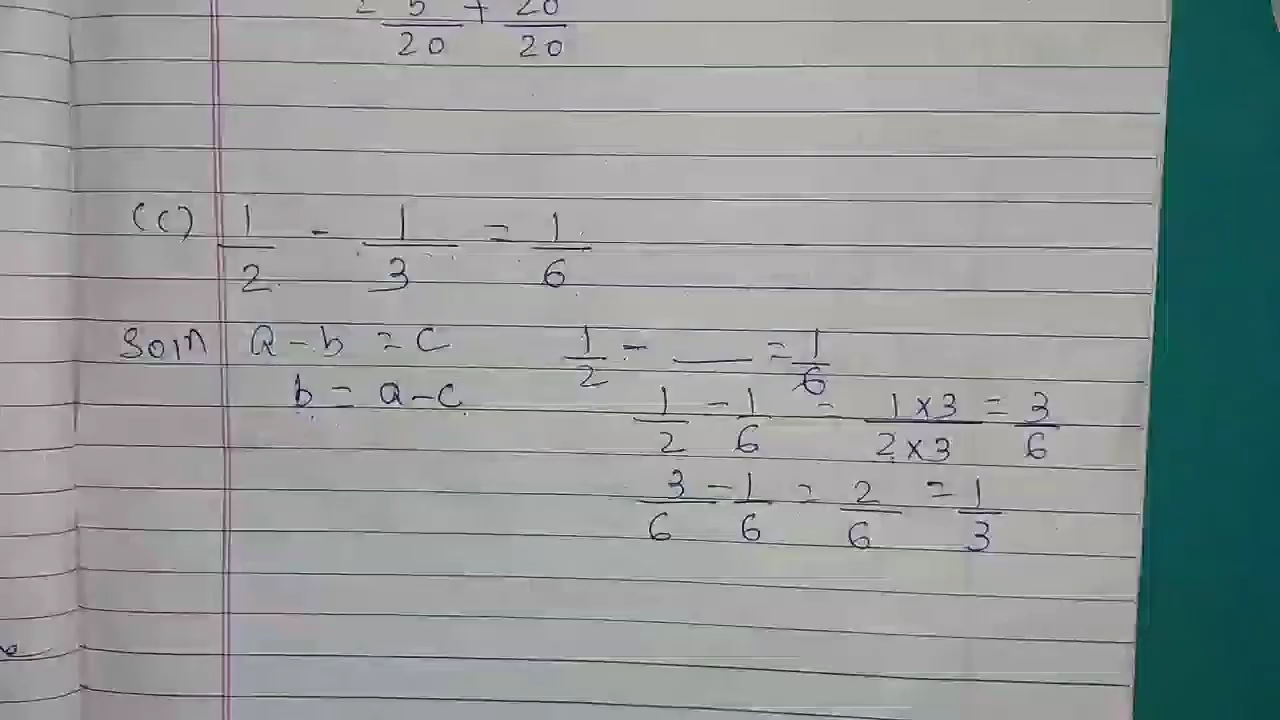 5/20 + 20/20
(C) 1/2 - 1/3 = 1/6
Soln a - b = c 1/2 - ___ = 1/6
b = a - c 1/2 - 1/6 = 1×3/2×3 = 3/6
3/6 - 1/6 = 2/6 = 1/3